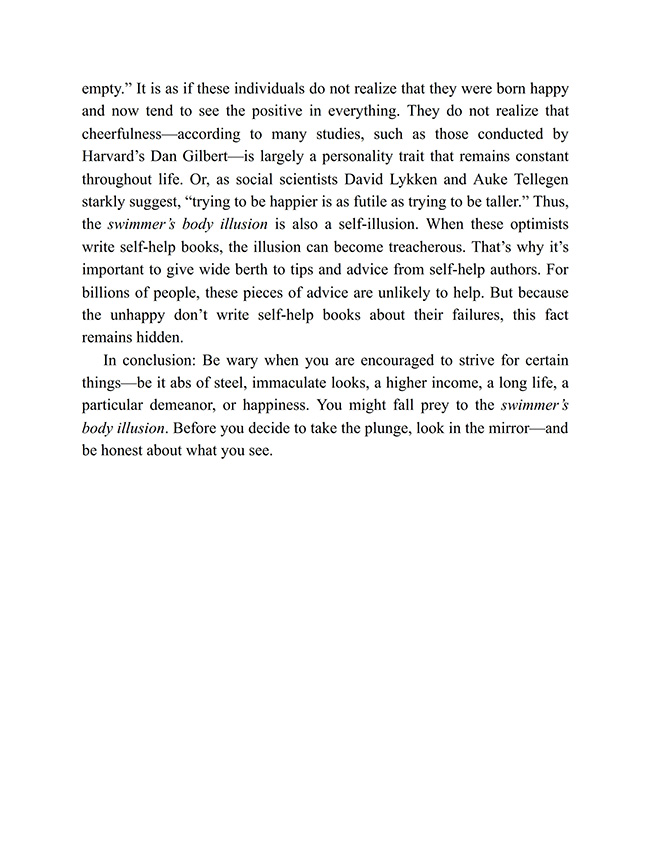 empty.” It is as if these individuals do not realize that they were born happy
and now tend to see the positive in everything. They do not realize that
cheerfulness—according to many studies, such as those conducted by
Harvard’s Dan Gilbert—is largely a personality trait that remains constant
throughout life. Or, as social scientists David Lykken and Auke Tellegen
starkly suggest, “trying to be happier is as futile as trying to be taller.” Thus,
the swimmer’s body illusion is also a self-illusion. When these optimists
write self-help books, the illusion can become treacherous. That’s why it’s
important to give wide berth to tips and advice from self-help authors. For
billions of people, these pieces of advice are unlikely to help. But because
the unhappy don’t write self-help books about their failures, this fact
remains hidden.
In conclusion: Be wary when you are encouraged to strive for certain
things—be it abs of steel, immaculate looks, a higher income, a long life, a
particular demeanor, or happiness. You might fall prey to the swimmer’s
body illusion. Before you decide to take the plunge, look in the mirror—and
be honest about what you see.